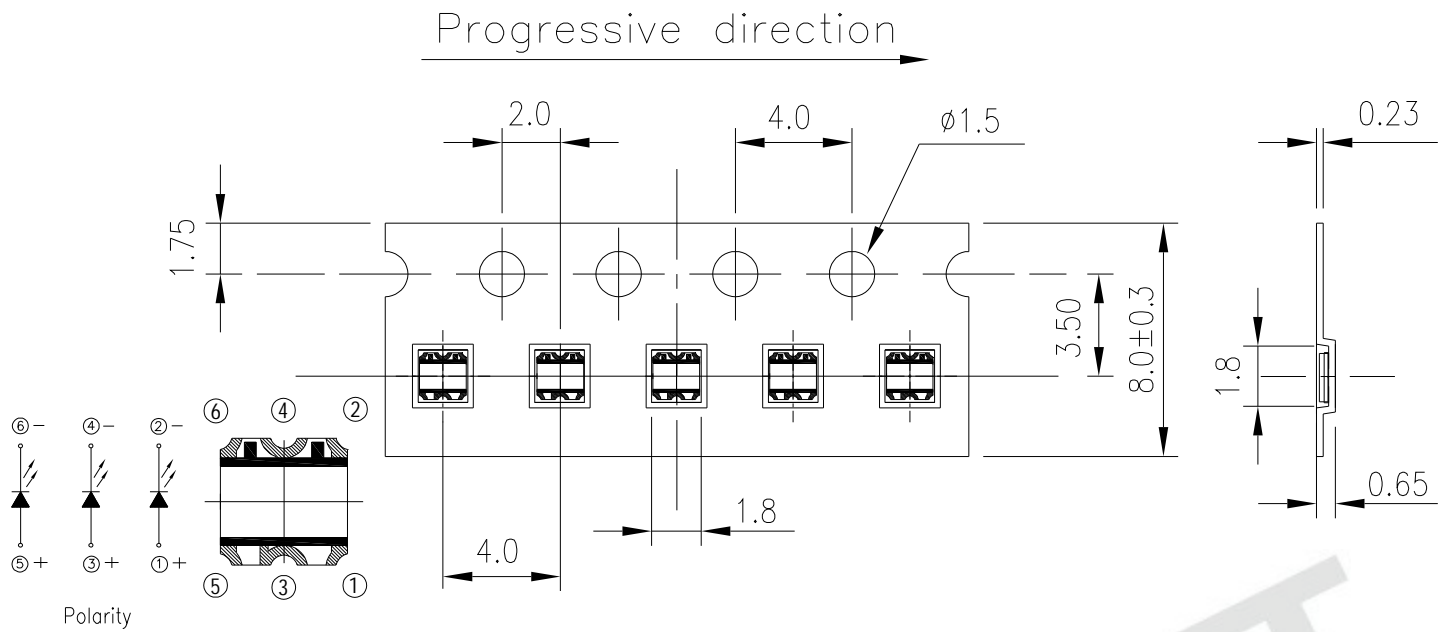 Progressive direction
2.0
4.0
ø1.5
0.23
1.75
3.50
8.0±0.3
1.8
0.65
1.8
4.0
⑥ ④ ②
⑥- ④- ②-
⑤+ ③+ ①+
⑤ ③ ①
Polarity